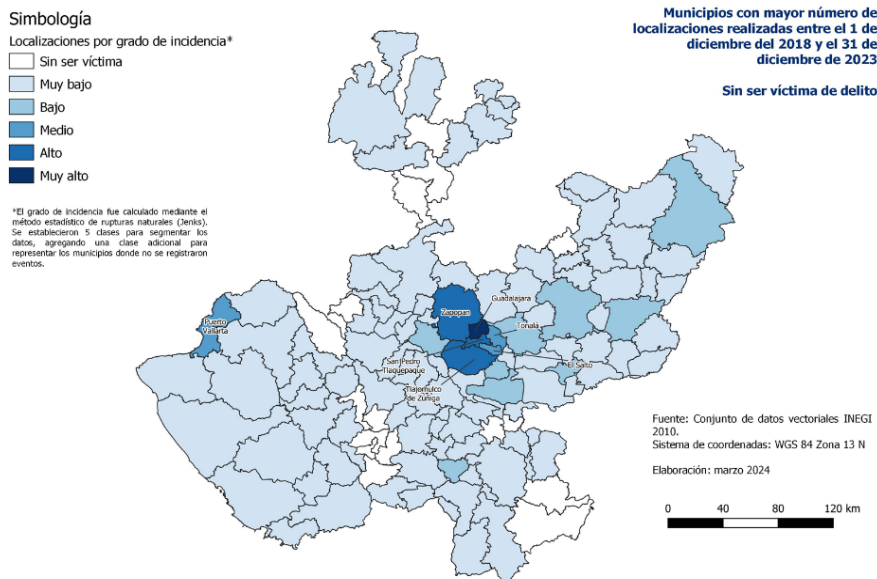 Simbología
Localizaciones por grado de incidencia*
Sin ser víctima
Muy bajo
Bajo
Medio
Alto
Muy alto
*El grado de incidencia fue calculado mediante el
método estadístico de rupturas naturales (Jenks).
Se establecieron 5 clases para segmentar los
datos, agregando una clase adicional para
representar los municipios donde no se registraron
eventos.
Municipios con mayor número de
localizaciones realizadas entre el 1 de
diciembre del 2018 y el 31 de
diciembre de 2023
Sin ser víctima de delito
Guadalajara
Zapopan
Tonalá
Puerto
Vallarta
San Pedro
Tlaquepaque
El Salto
Tlajomulco
de Zúñiga
Fuente: Conjunto de datos vectoriales INEGI
2010.
Sistema de coordenadas: WGS 84 Zona 13 N
Elaboración: marzo 2024
0 40 80 120 km